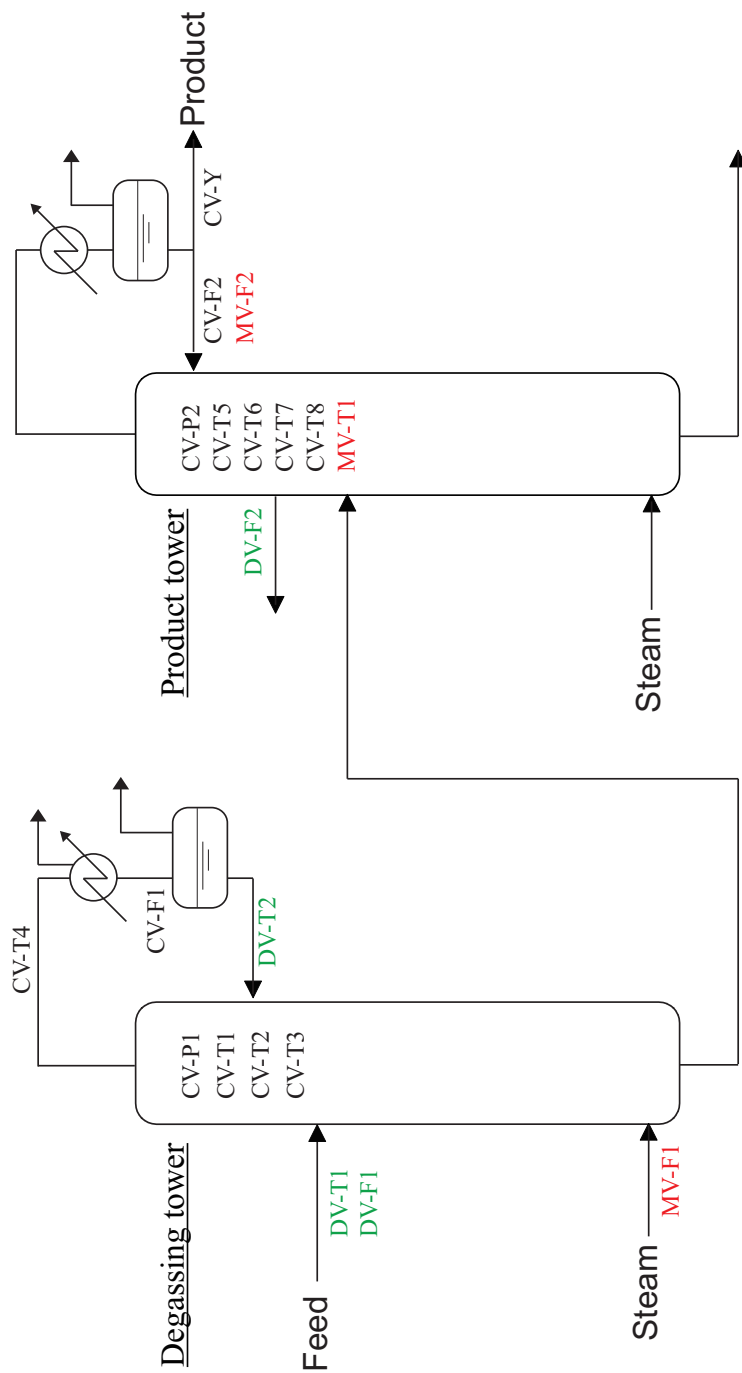 Degassing tower
Feed
DV-T1
DV-F1
Steam
MV-F1
CV-P1
CV-T1
CV-T2
CV-T3
CV-T4
CV-F1
DV-T2
Product tower
DV-F2
Steam
CV-P2
CV-T5
CV-T6
CV-T7
CV-T8
MV-T1
CV-F2
MV-F2
CV-Y
Product